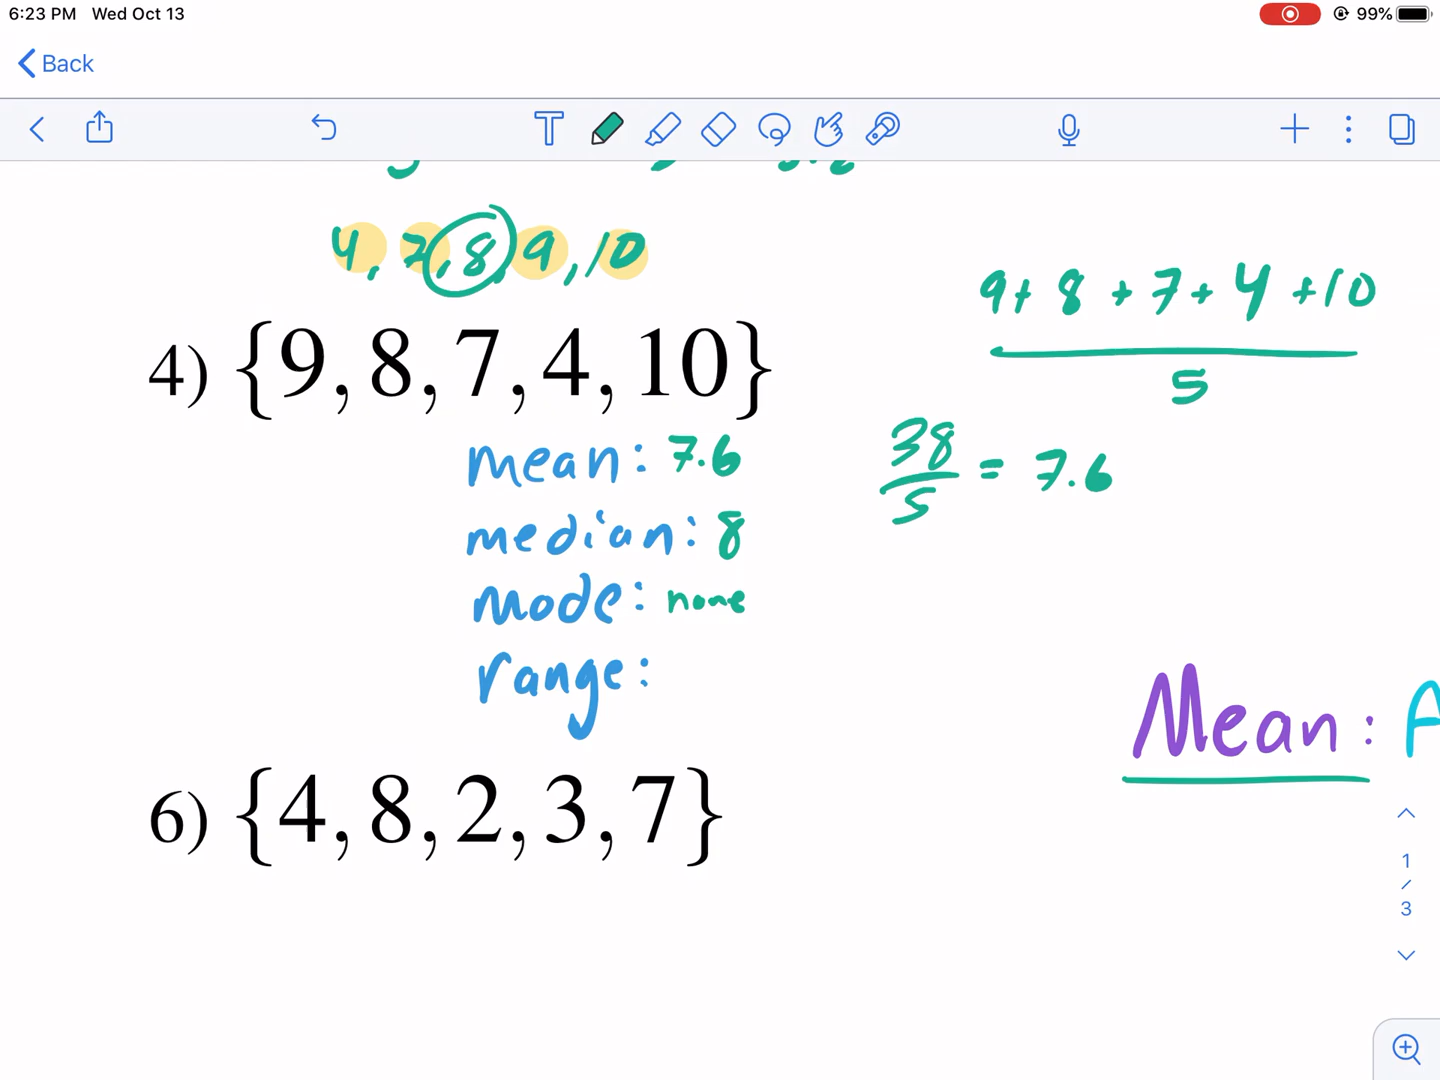 6:23 PM Wed Oct 13
99%
Back
T
4, 7, 8, 9, 10
9 + 8 + 7 + 4 + 10
5
4) {9, 8, 7, 4, 10}
mean: 7.6
38
5
= 7.6
median: 8
mode: none
range:
Mean: A
6) {4, 8, 2, 3, 7}
1
/
3